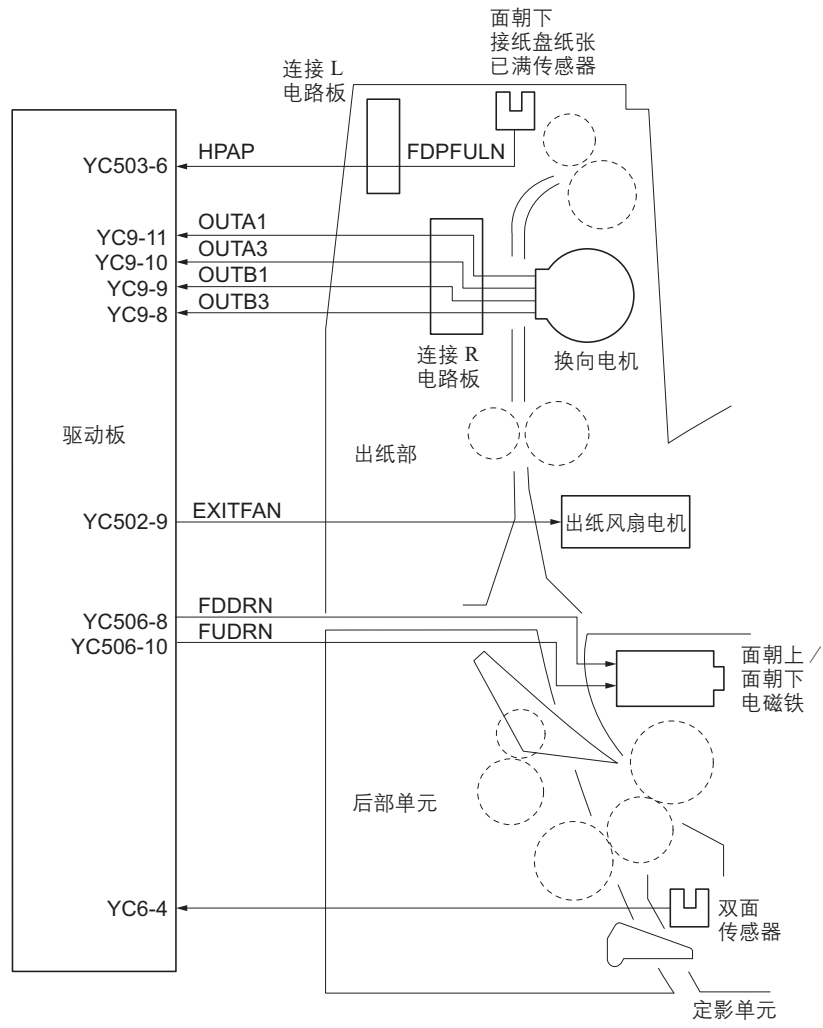 面朝下
接纸盘纸张
已满传感器
连接 L
电路板
YC503-6
HPAP
FDPFULN
YC9-11
OUTA1
YC9-10
OUTA3
YC9-9
OUTB1
YC9-8
OUTB3
连接 R
电路板
换向电机
驱动板
出纸部
YC502-9
EXITFAN
出纸风扇电机
YC506-8
FDDRN
YC506-10
FUDRN
面朝上 /
面朝下
电磁铁
后部单元
YC6-4
双面
传感器
定影单元